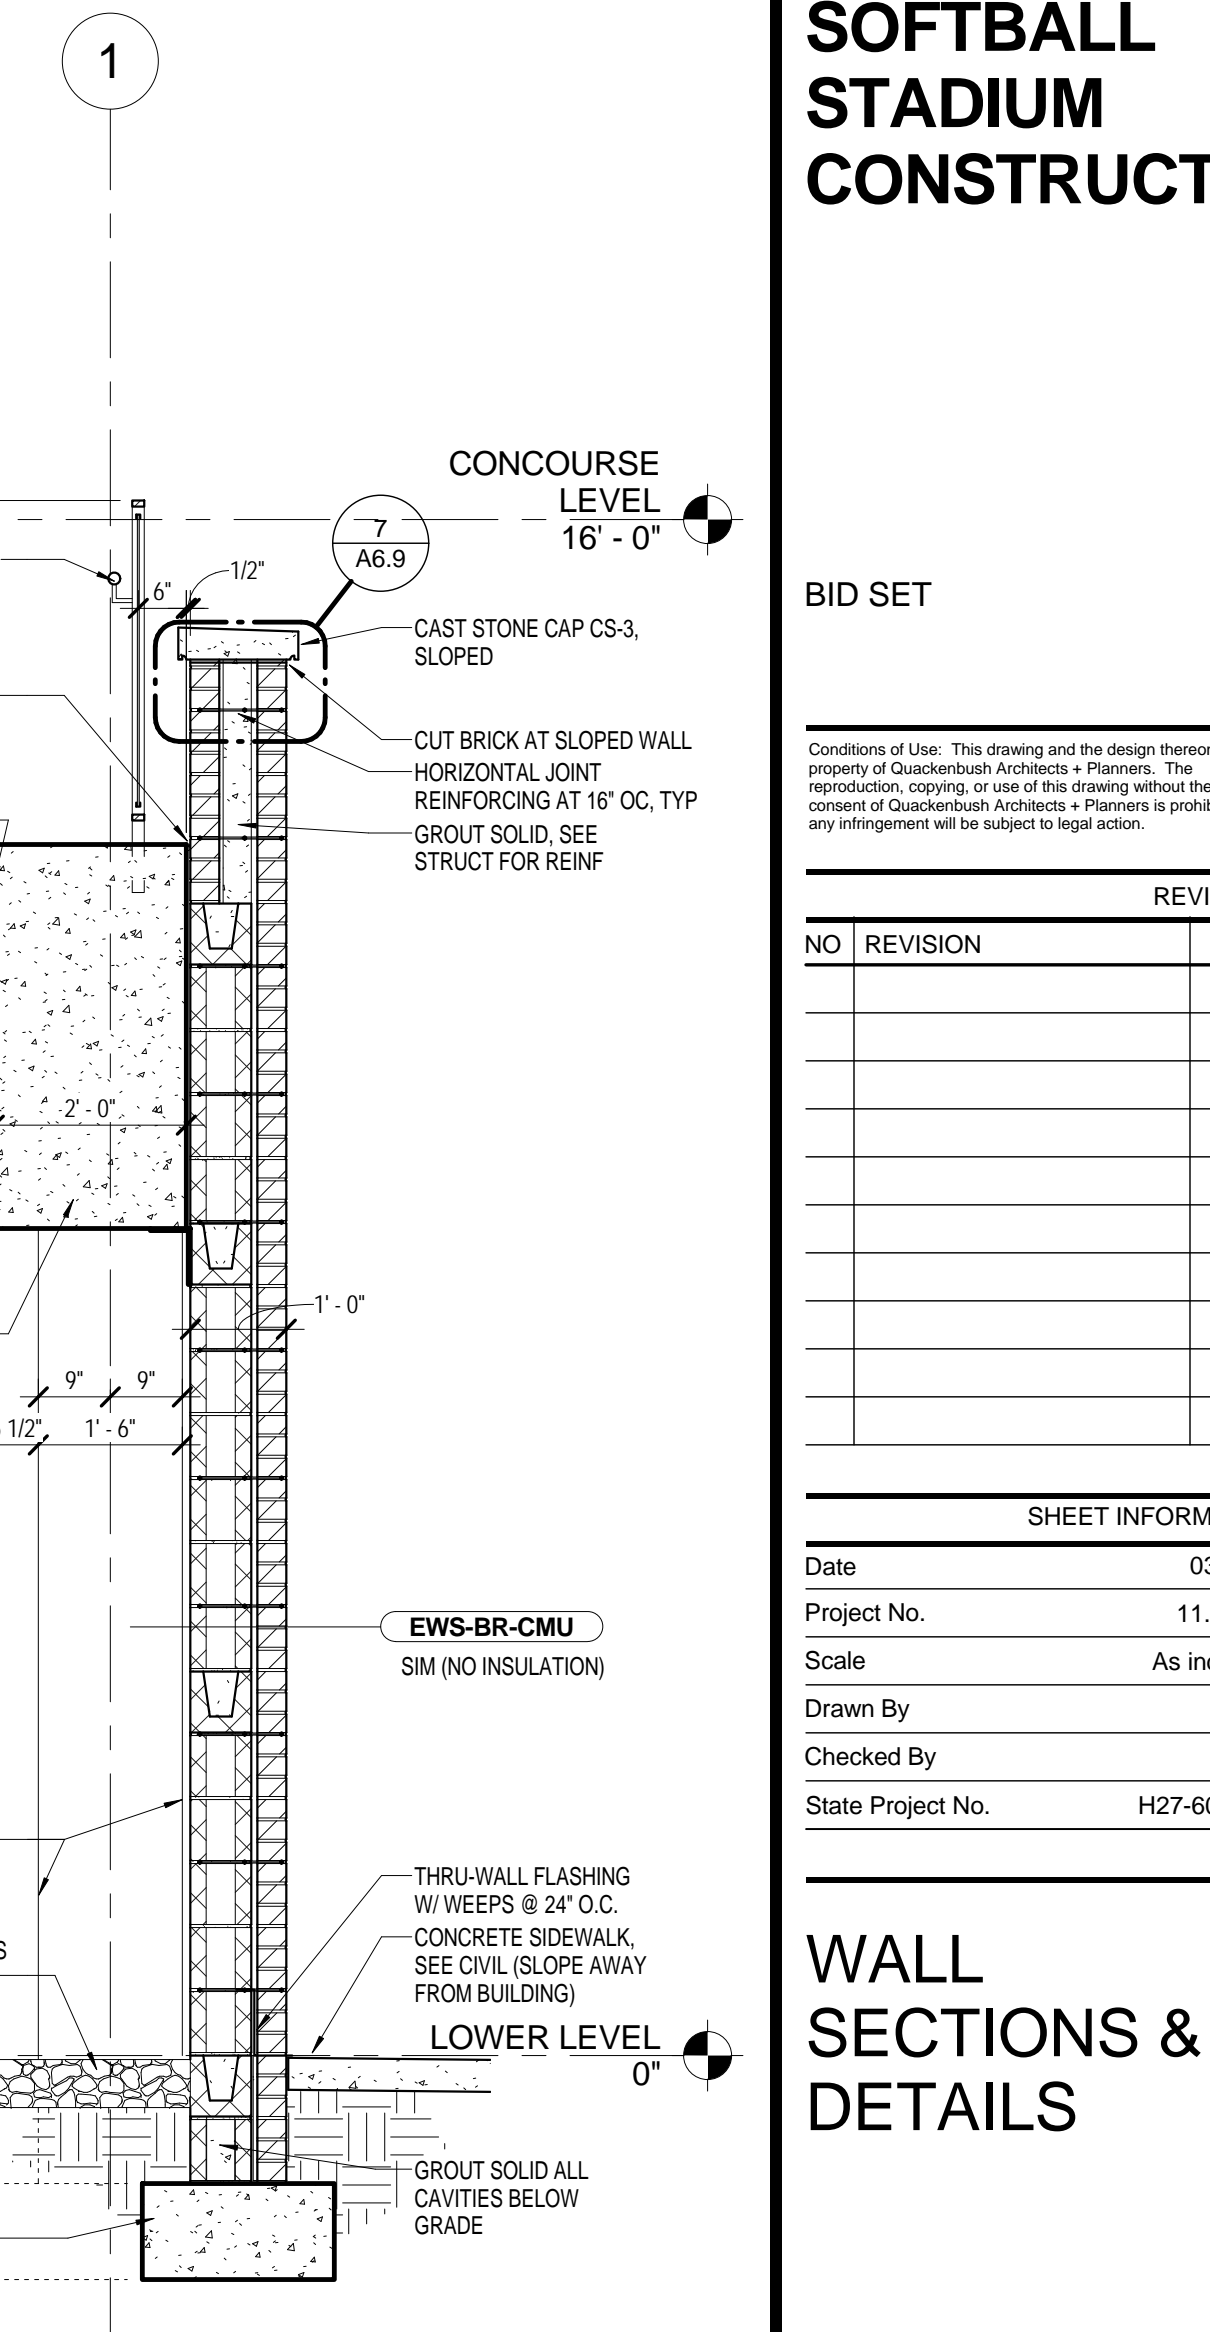 1
CONCOURSE
LEVEL
16' - 0"
7
A6.9
6"
1/2"
CAST STONE CAP CS-3,
SLOPED
CUT BRICK AT SLOPED WALL
HORIZONTAL JOINT
REINFORCING AT 16" OC, TYP
GROUT SOLID, SEE
STRUCT FOR REINF
2' - 0"
1' - 0"
9"
9"
1/2"
1' - 6"
EWS-BR-CMU
SIM (NO INSULATION)
THRU-WALL FLASHING
W/ WEEPS @ 24" O.C.
CONCRETE SIDEWALK,
SEE CIVIL (SLOPE AWAY
FROM BUILDING)
S
LOWER LEVEL
0"
GROUT SOLID ALL
CAVITIES BELOW
GRADE
SOFTBALL
STADIUM
CONSTRUCT
BID SET
Conditions of Use: This drawing and the design thereon
property of Quackenbush Architects + Planners. The
reproduction, copying, or use of this drawing without the
consent of Quackenbush Architects + Planners is prohib
any infringement will be subject to legal action.
REVI
NO REVISION
SHEET INFORM
Date 03
Project No. 11.
Scale As in
Drawn By
Checked By
State Project No. H27-60
WALL
SECTIONS &
DETAILS